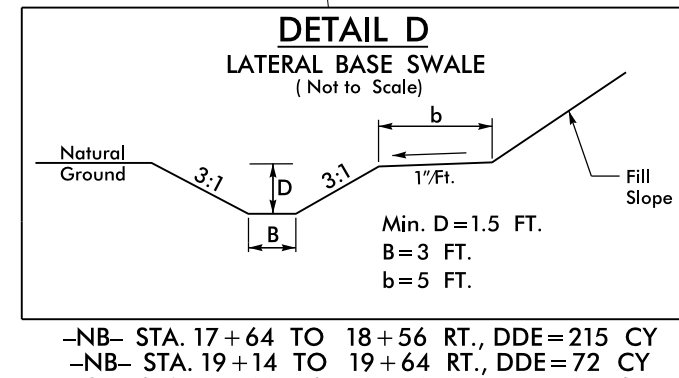 DETAIL D
LATERAL BASE SWALE
( Not to Scale)
b
Natural
Ground
3:1
D
3:1
1"/Ft.
Fill
Slope
B
Min. D=1.5 FT.
B=3 FT.
b=5 FT.
–NB– STA. 17+64 TO 18+56 RT., DDE=215 CY
–NB– STA. 19+14 TO 19+64 RT., DDE=72 CY